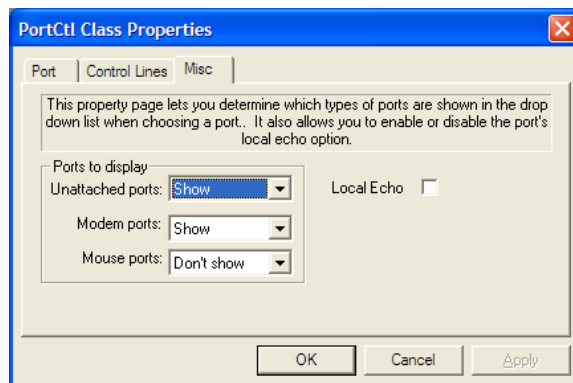 PortCtl Class Properties
Port Control Lines Misc
This property page lets you determine which types of ports are shown in the drop
down list when choosing a port.. It also allows you to enable or disable the port's
local echo option.
Ports to display
Unattached ports: Show Local Echo
Modem ports: Show
Mouse ports: Don't show
OK Cancel Apply